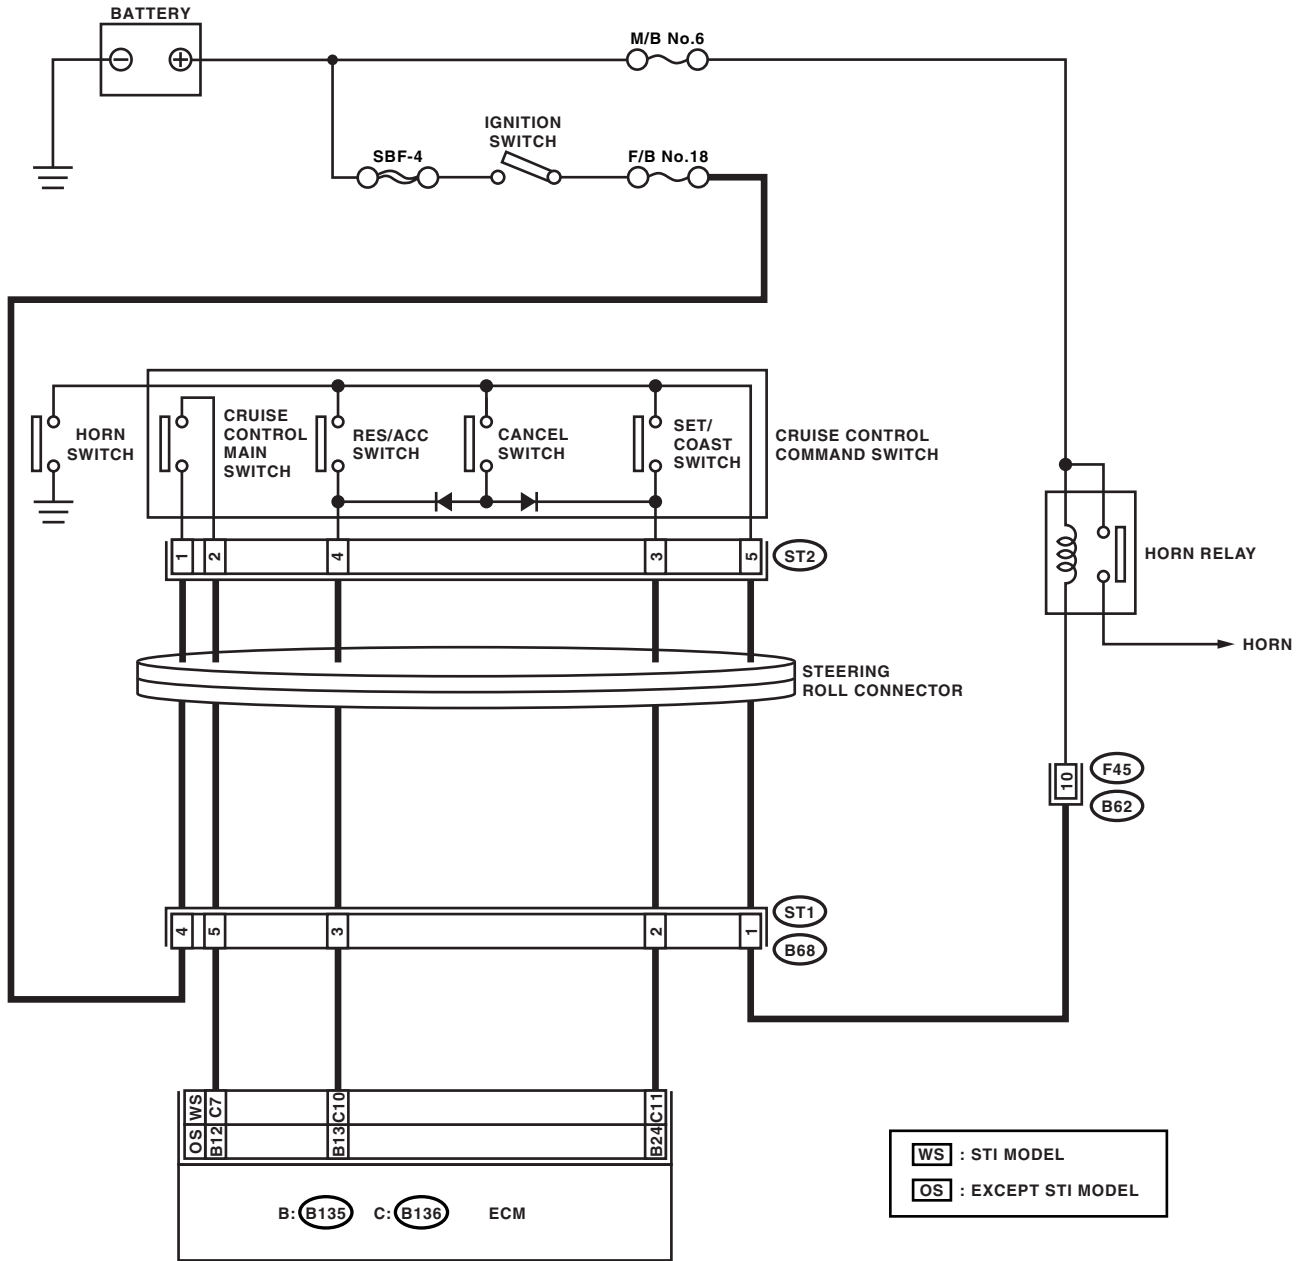 BATTERY
M/B No.6
IGNITION
SWITCH
SBF-4
F/B No.18
HORN
SWITCH
CRUISE
CONTROL
MAIN
SWITCH
RES/ACC
SWITCH
CANCEL
SWITCH
SET/
COAST
SWITCH
CRUISE CONTROL
COMMAND SWITCH
1 2 4 3 5
ST2
HORN RELAY
HORN
STEERING
ROLL CONNECTOR
10
F45
B62
4 5 3 2 1
ST1
B68
WS C7 C10 C11
OS B12 B13 B24
B: B135 C: B136 ECM
WS : STI MODEL
OS : EXCEPT STI MODEL